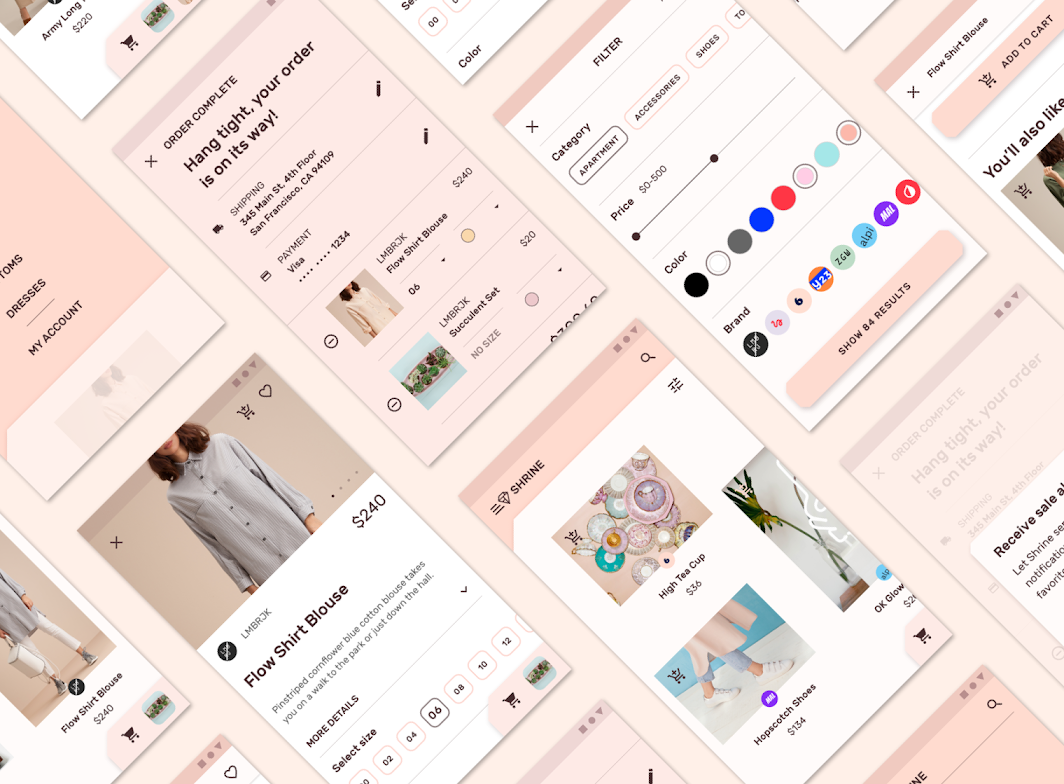 Army Long
$220
TOMS
DRESSES
MY ACCOUNT
ORDER COMPLETE
Hang tight, your order
is on its way!
SHIPPING
345 Main St. 4th Floor
San Francisco, CA 94109
PAYMENT
Visa
•••• •••• 1234
LMBRJK
Flow Shirt Blouse
$240
06
LMBRJK
Succulent Set
$20
NO SIZE
00
Color
FILTER
Category
APARTMENT
ACCESSORIES
SHOES
TO
Price
$0-500
Color
Brand
ZGW
alpi
MAL
Y23
SHOW 84 RESULTS
Flow Shirt Blouse
ADD TO CART
You'll also like
Flow Shirt Blouse
$240
$240
LMBRJK
Flow Shirt Blouse
Pinstriped cornflower blue cotton blouse takes
you on a walk to the park or just down the hall.
MORE DETAILS
Select size
02
04
06
08
10
12
SHRINE
High Tea Cup
$36
alpi
OK Glow
MAL
Hopscotch Shoes
$134
ORDER COMPLETE
Hang tight, your order
is on its way!
SHIPPING
345 Main St. 4th Floor
Receive sale
Let Shrine